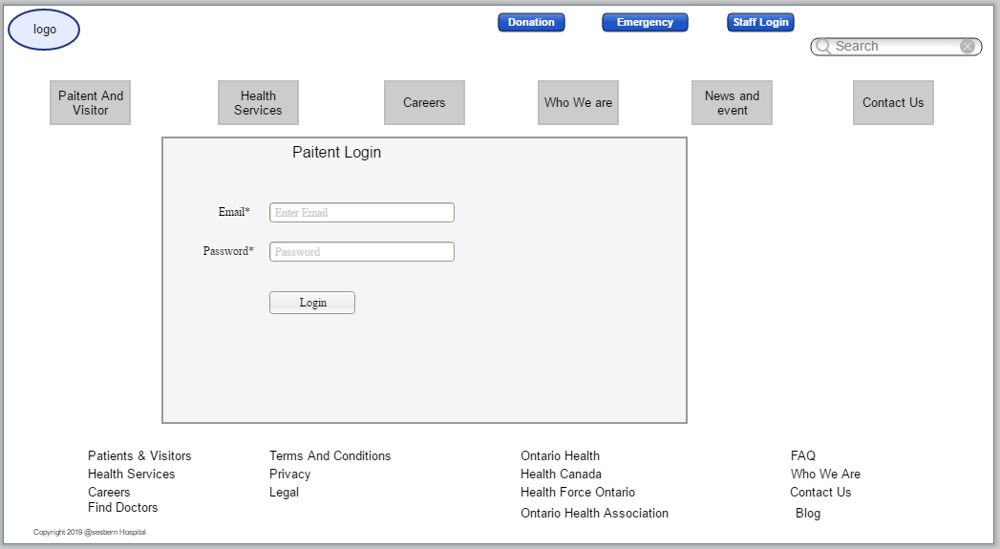 logo
Donation
Emergency
Staff Login
Search
Paitent And
Visitor
Health
Services
Careers
Who We are
News and
event
Contact Us
Paitent Login
Email*
Enter Email
Password*
Password
Login
Patients & Visitors
Health Services
Careers
Find Doctors
Terms And Conditions
Privacy
Legal
Ontario Health
Health Canada
Health Force Ontario
Ontario Health Association
FAQ
Who We Are
Contact Us
Blog
Copyright 2019 @sesbern Hospital